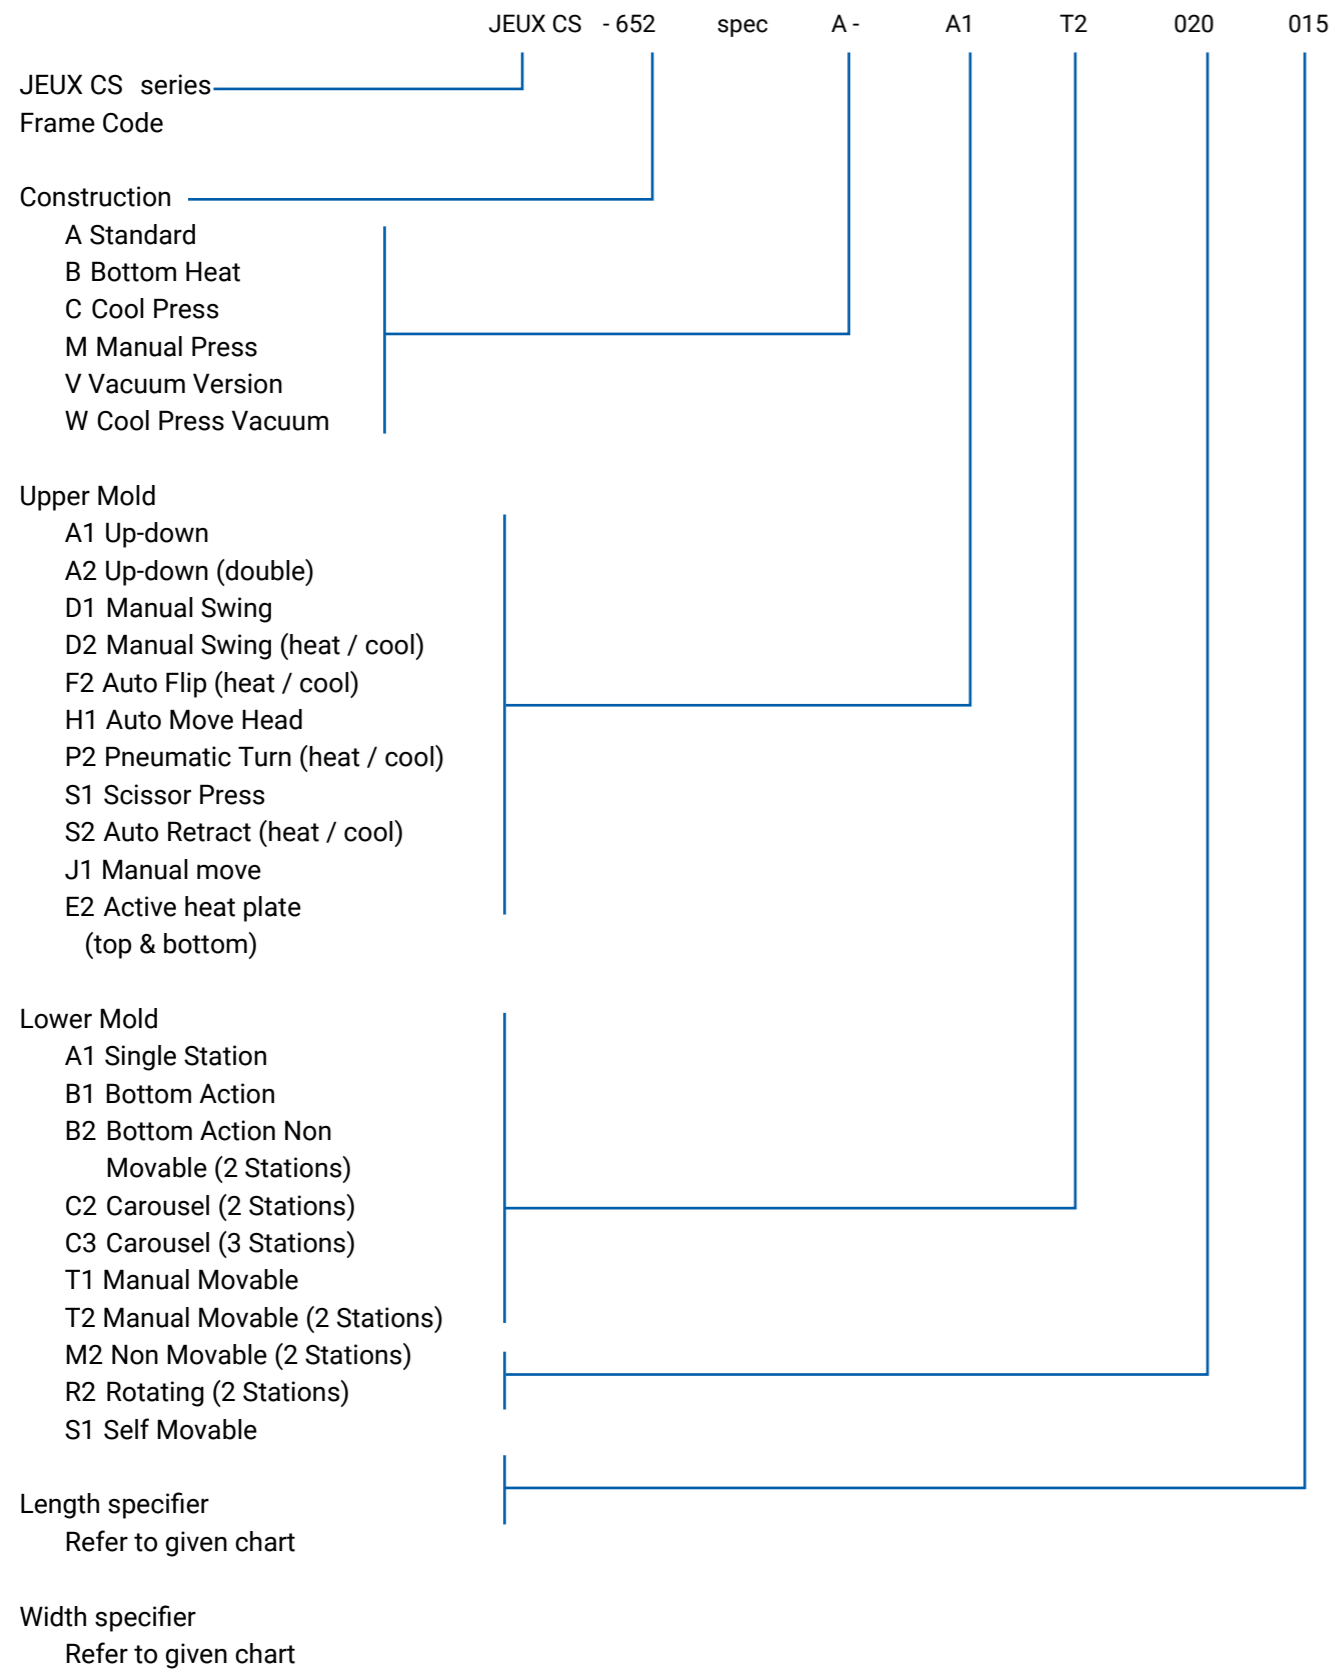 JEUX CS - 652 spec A - A1 T2 020 015
JEUX CS series
Frame Code
Construction
A Standard
B Bottom Heat
C Cool Press
M Manual Press
V Vacuum Version
W Cool Press Vacuum
Upper Mold
A1 Up-down
A2 Up-down (double)
D1 Manual Swing
D2 Manual Swing (heat / cool)
F2 Auto Flip (heat / cool)
H1 Auto Move Head
P2 Pneumatic Turn (heat / cool)
S1 Scissor Press
S2 Auto Retract (heat / cool)
J1 Manual move
E2 Active heat plate
(top & bottom)
Lower Mold
A1 Single Station
B1 Bottom Action
B2 Bottom Action Non
Movable (2 Stations)
C2 Carousel (2 Stations)
C3 Carousel (3 Stations)
T1 Manual Movable
T2 Manual Movable (2 Stations)
M2 Non Movable (2 Stations)
R2 Rotating (2 Stations)
S1 Self Movable
Length specifier
Refer to given chart
Width specifier
Refer to given chart